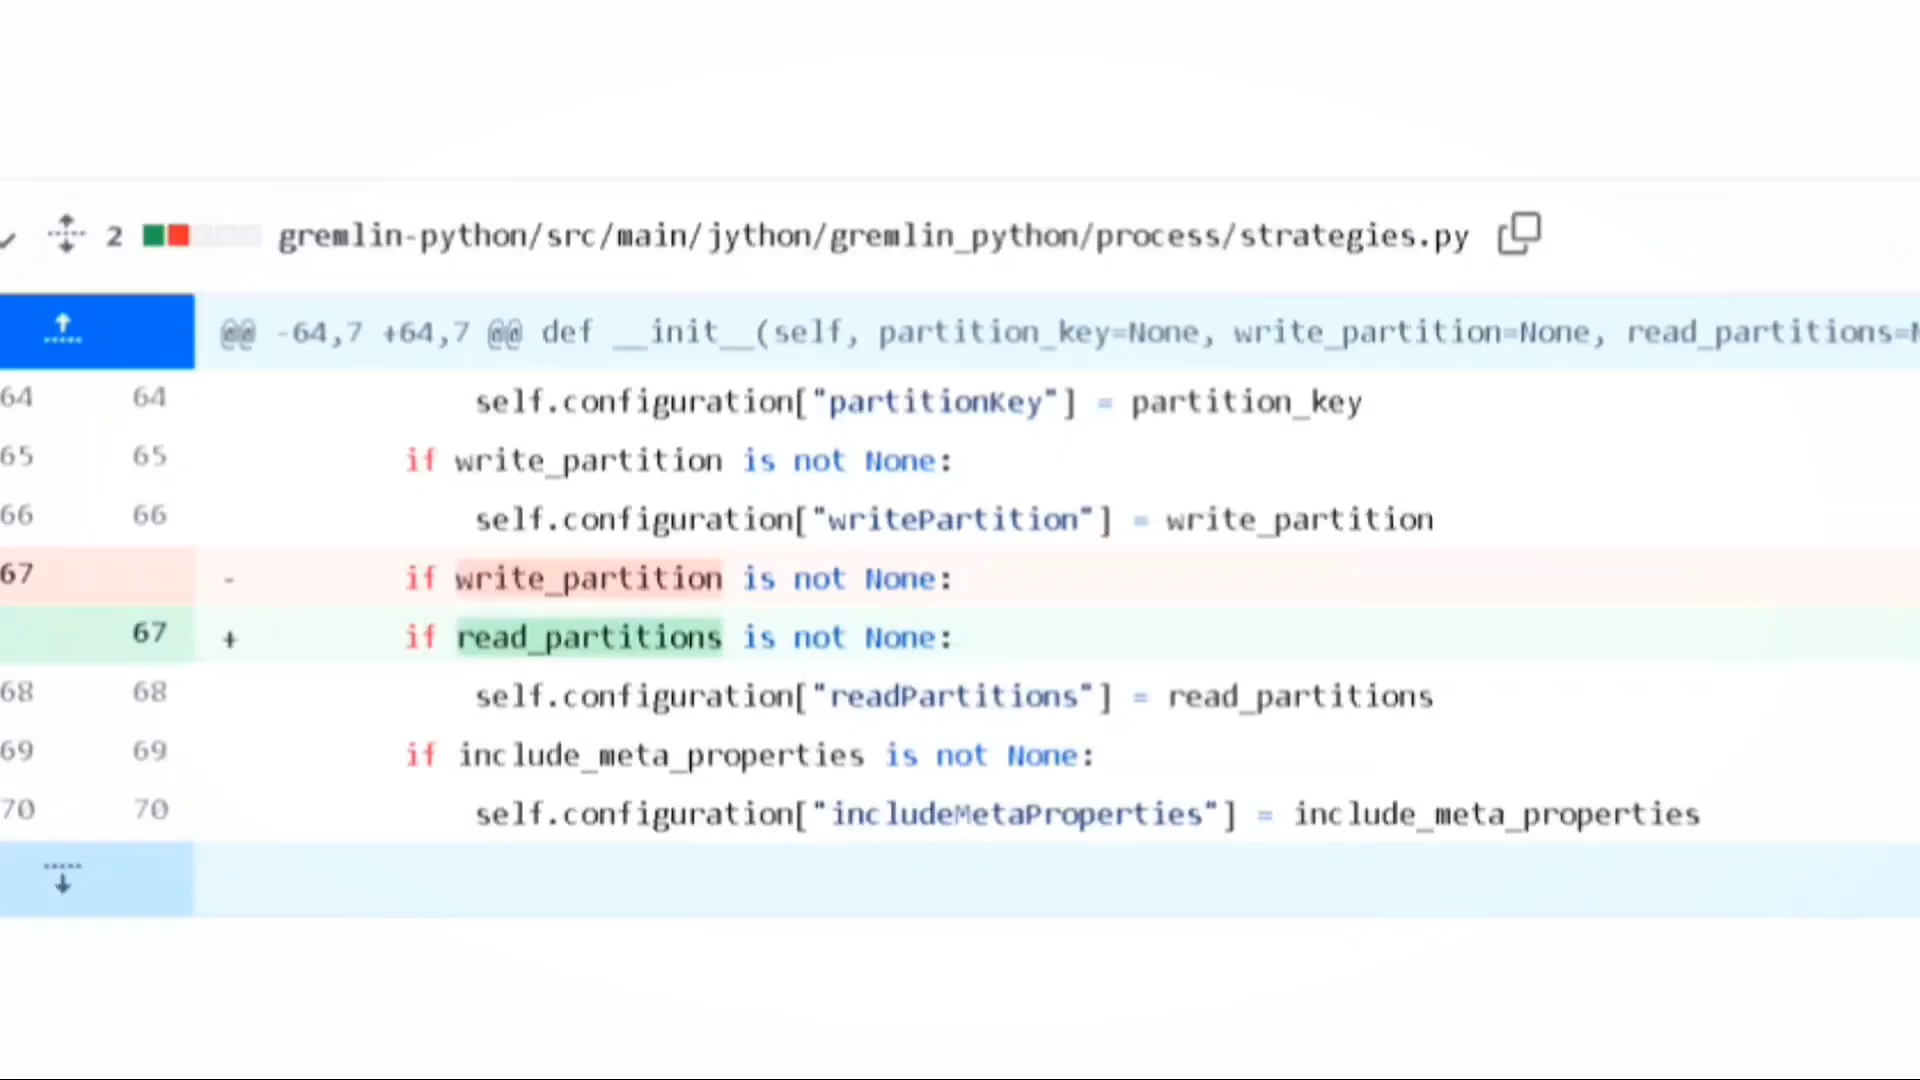 2 gremlin-python/src/main/jython/gremlin_python/process/strategies.py
@@ -64,7 +64,7 @@ def __init__(self, partition_key=None, write_partition=None, read_partitions=N
64 64 self.configuration["partitionKey"] = partition_key
65 65 if write_partition is not None:
66 66 self.configuration["writePartition"] = write_partition
67 - if write_partition is not None:
67 + if read_partitions is not None:
68 68 self.configuration["readPartitions"] = read_partitions
69 69 if include_meta_properties is not None:
70 70 self.configuration["includeMetaProperties"] = include_meta_properties